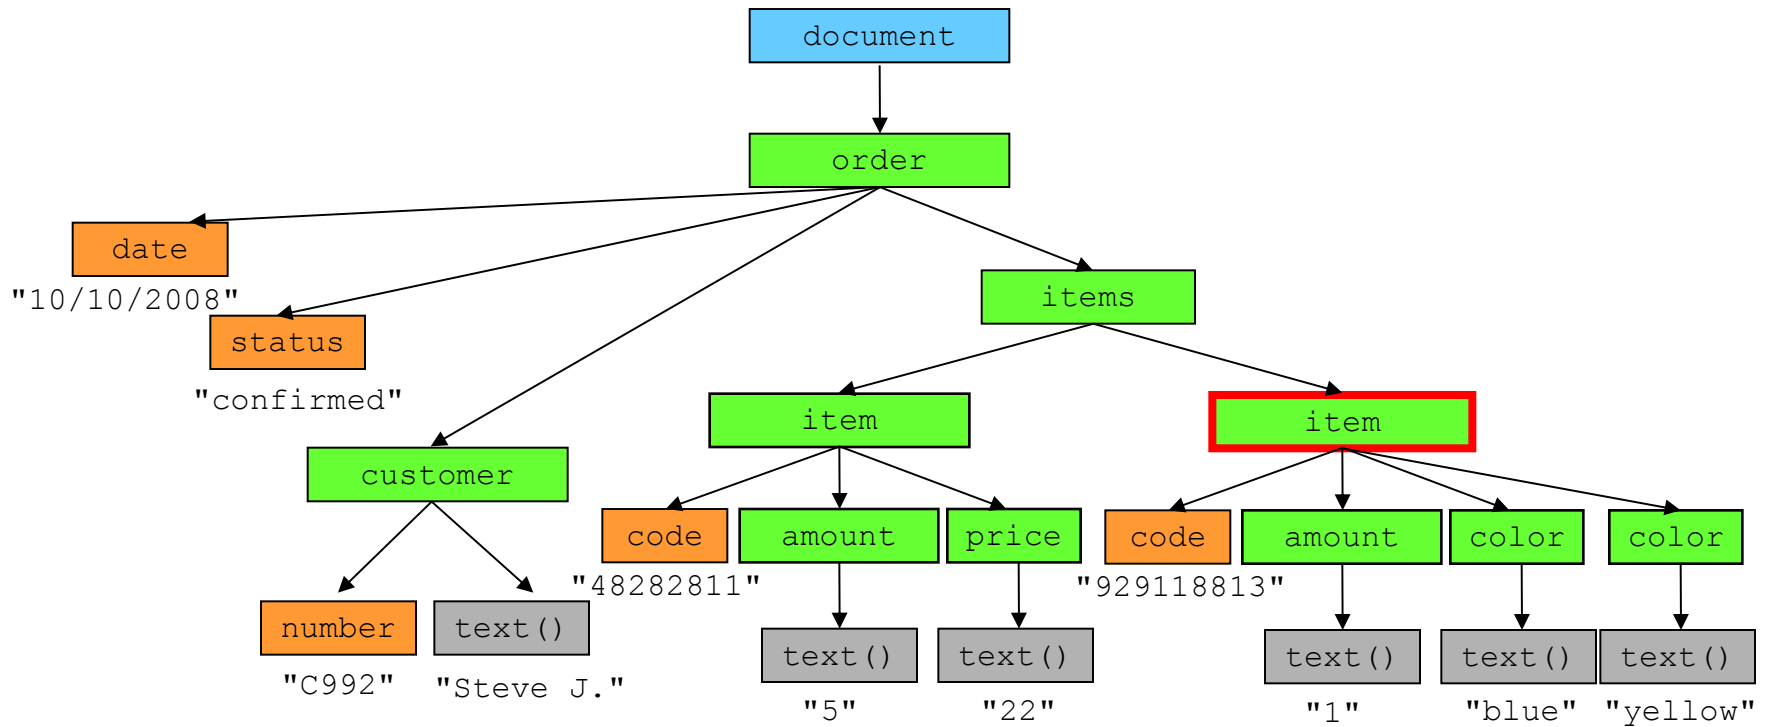 document
order
date
"10/10/2008"
items
status
"confirmed"
item
item
customer
code
amount
price
code
amount
color
color
"48282811"
"929118813"
number
text()
text()
text()
text()
text()
text()
"C992"
"Steve J."
"5"
"22"
"1"
"blue"
"yellow"